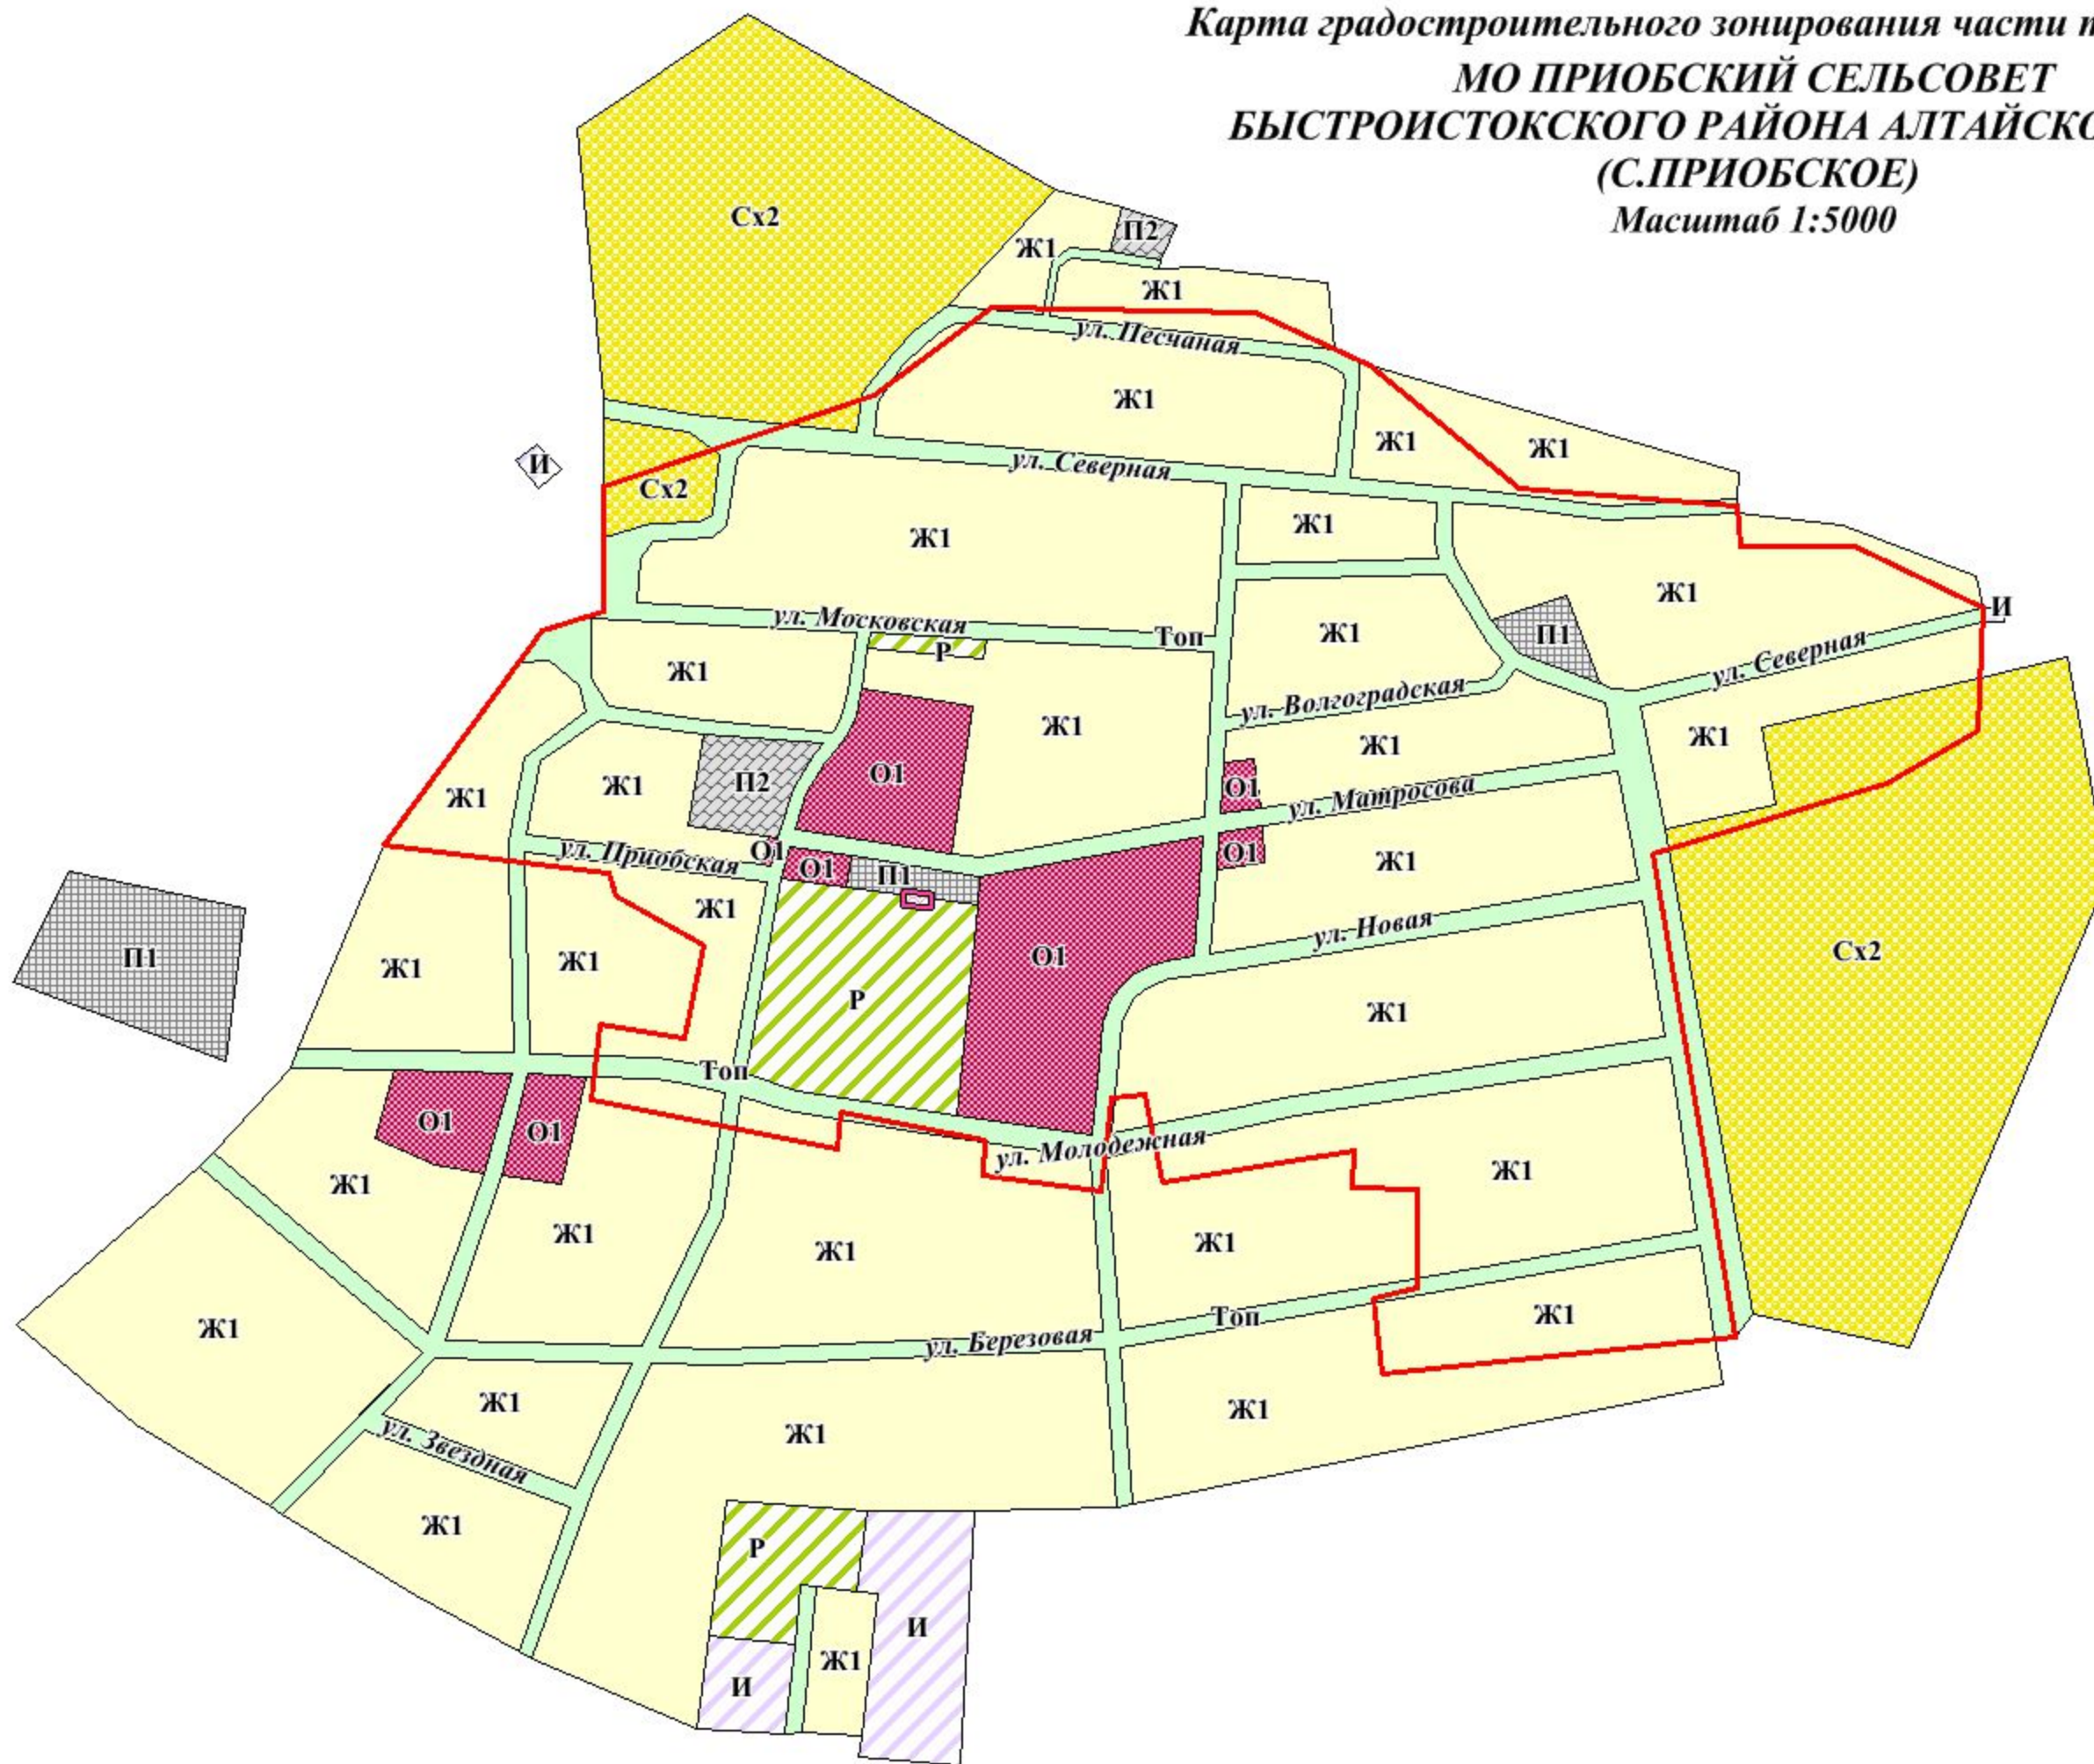 Карта градостроительного зонирования части
МО ПРИОБСКИЙ СЕЛЬСОВЕТ
БЫСТРОИСТОКСКОГО РАЙОНА
(С.ПРИОБСКОЕ)
Масштаб 1:5000
Сх2
П2
Ж1
Ж1
ул. Песчаная
Ж1
Ж1
Ж1
И
ул. Северная
Сх2
Ж1
Ж1
Ж1
И
ул. Московская
Топ
Ж1
П1
Р
ул. Северная
Ж1
ул. Волгоградская
Ж1
Ж1
Ж1
О1
П2
Ж1
Ж1
О1
ул. Матросова
О1
ул. Приобская
О1
О1
П1
Ж1
Ж1
ул. Новая
Сх2
П1
Ж1
Ж1
О1
Р
Ж1
Топ
О1
О1
ул. Молодежная
Ж1
Ж1
Ж1
Ж1
Ж1
Ж1
Топ
Ж1
ул. Березовая
Ж1
Ж1
Ж1
ул. Звездная
Ж1
Р
И
Ж1
И